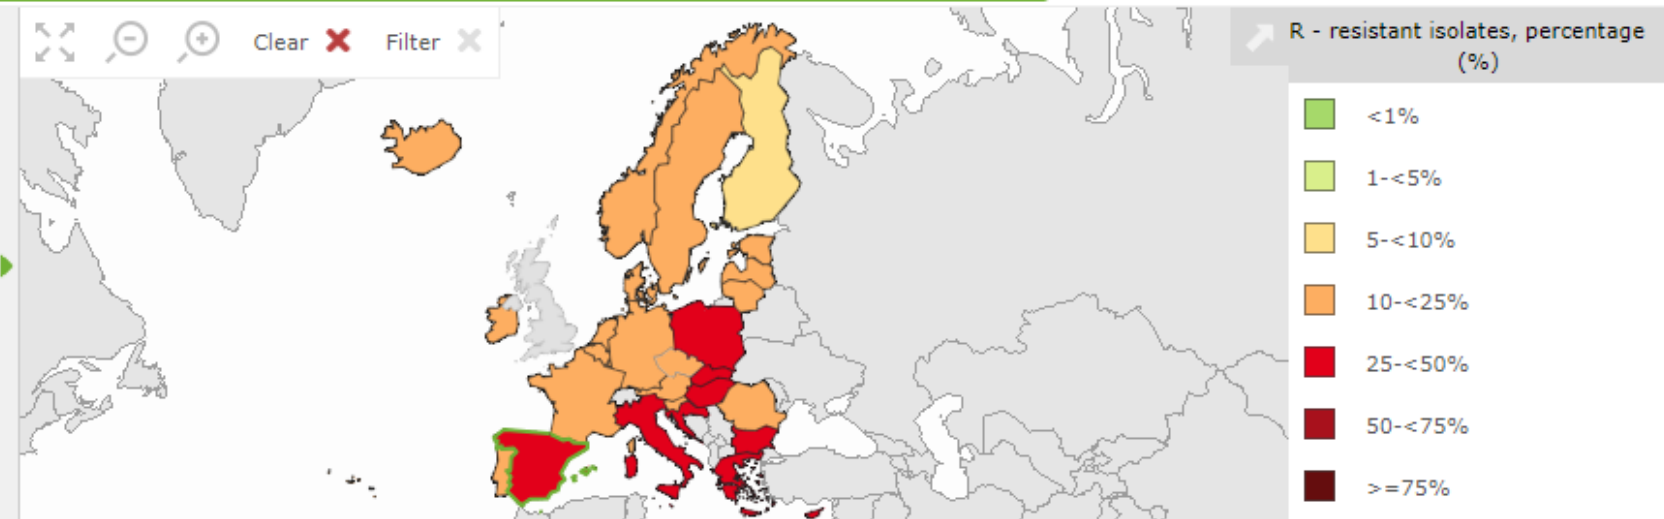 Clear
Filter
R - resistant isolates, percentage
(%)
<1%
1-<5%
5-<10%
10-<25%
25-<50%
50-<75%
>=75%